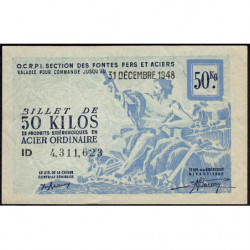 O.C.R.P.I. SECTION DES FONTES FERS ET ACIERS
VALABLE POUR COMMANDE JUSQU'AU
31 DÉCEMBRE 1948
50 Kg
BILLET DE
50 KILOS
DE PRODUITS SIDÉRURGIQUES EN
ACIER ORDINAIRE
ID 4,311,623